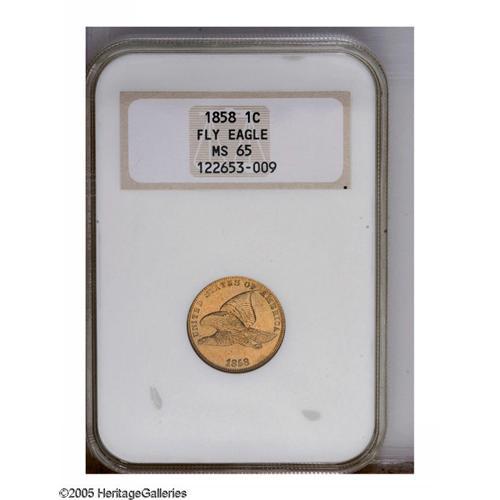 1858 1C
FLY EAGLE
MS 65
122653-009
UNITED STATES OF AMERICA
1858
©2005 HeritageGalleries